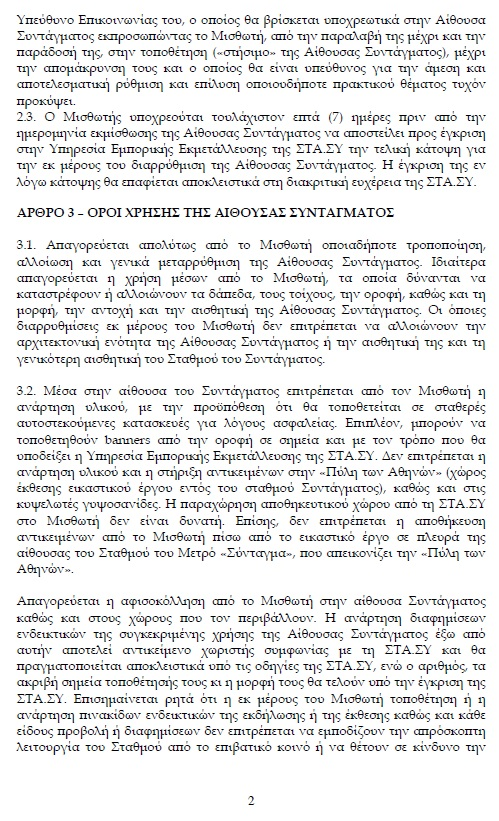 Υπεύθυνο Επικοινωνίας του, ο οποίος θα βρίσκεται υποχρεωτικά στην Αίθουσα
Συντάγματος εκπροσωπώντας το Μισθωτή, από την παραλαβή της μέχρι και την
παράδοσή της, στην τοποθέτηση («στήσιμο» της Αίθουσας Συντάγματος), μέχρι
την απομάκρυνση τους και ο οποίος θα είναι υπεύθυνος για την άμεση και
αποτελεσματική ρύθμιση και επίλυση οποιουδήποτε πρακτικού θέματος τυχόν
προκύψει.
2.3. Ο Μισθωτής υποχρεούται τουλάχιστον επτά (7) ημέρες πριν από την
ημερομηνία εκμίσθωσης της Αίθουσας Συντάγματος να αποστείλει προς έγκριση
στην Υπηρεσία Εμπορικής Εκμετάλλευσης της ΣΤΑ.ΣΥ την τελική κάτοψη για
την εκ μέρους του διαρρύθμιση της Αίθουσας Συντάγματος. Η έγκριση της εν
λόγω κάτοψης θα επαφίεται αποκλειστικά στη διακριτική ευχέρεια της ΣΤΑ.ΣΥ.
ΑΡΘΡΟ 3 – ΟΡΟΙ ΧΡΗΣΗΣ ΤΗΣ ΑΙΘΟΥΣΑΣ ΣΥΝΤΑΓΜΑΤΟΣ
3.1. Απαγορεύεται απολύτως από το Μισθωτή οποιαδήποτε τροποποίηση,
αλλοίωση και γενικά μεταρρύθμιση της Αίθουσας Συντάγματος. Ιδιαίτερα
απαγορεύεται η χρήση μέσων από το Μισθωτή, τα οποία δύνανται να
καταστρέφουν ή αλλοιώνουν τα δάπεδα, τους τοίχους, την οροφή, καθώς και τη
μορφή, την αντοχή και την αισθητική της Αίθουσας Συντάγματος. Οι όποιες
διαρρυθμίσεις εκ μέρους του Μισθωτή δεν επιτρέπεται να αλλοιώνουν την
αρχιτεκτονική ενότητα της Αίθουσας Συντάγματος ή την αισθητική της και τη
γενικότερη αισθητική του Σταθμού του Συντάγματος.
3.2. Μέσα στην αίθουσα του Συντάγματος επιτρέπεται από τον Μισθωτή η
ανάρτηση υλικού, με την προϋπόθεση ότι θα τοποθετείται σε σταθερές
αυτοστεκούμενες κατασκευές για λόγους ασφαλείας. Επιπλέον, μπορούν να
τοποθετηθούν banners από την οροφή σε σημεία και με τον τρόπο που θα
υποδείξει η Υπηρεσία Εμπορικής Εκμετάλλευσης της ΣΤΑ.ΣΥ. Δεν επιτρέπεται η
ανάρτηση υλικού και η στήριξη αντικειμένων στην «Πύλη των Αθηνών» (χώρος
έκθεσης εικαστικού έργου εντός του σταθμού Συντάγματος), καθώς και στις
κυψελωτές γυψοσανίδες. Η παραχώρηση αποθηκευτικού χώρου από τη ΣΤΑ.ΣΥ
στο Μισθωτή δεν είναι δυνατή. Επίσης, δεν επιτρέπεται η αποθήκευση
αντικειμένων από το Μισθωτή πίσω από το εικαστικό έργο σε πλευρά της
αίθουσας του Σταθμού του Μετρό «Σύνταγμα», που απεικονίζει την «Πύλη των
Αθηνών».
Απαγορεύεται η αφισοκόλληση από το Μισθωτή στην αίθουσα Συντάγματος
καθώς και στους χώρους που τον περιβάλλουν. Η ανάρτηση διαφημίσεων
ενδεικτικών της συγκεκριμένης χρήσης της Αίθουσας Συντάγματος έξω από
αυτήν αποτελεί αντικείμενο χωριστής συμφωνίας με τη ΣΤΑ.ΣΥ και θα
πραγματοποιείται αποκλειστικά υπό τις οδηγίες της ΣΤΑ.ΣΥ, ενώ ο αριθμός, τα
ακριβή σημεία τοποθέτησής τους κι η μορφή τους θα τελούν υπό την έγκριση της
ΣΤΑ.ΣΥ. Επισημαίνεται ρητά ότι η εκ μέρους του Μισθωτή τοποθέτηση ή η
ανάρτηση πινακίδων ενδεικτικών της εκδήλωσης ή της έκθεσης καθώς και κάθε
είδους προβολή ή διαφημίσεων δεν επιτρέπεται να εμποδίζουν την απρόσκοπτη
λειτουργία του Σταθμού από το επιβατικό κοινό ή να θέτουν σε κίνδυνο την
2